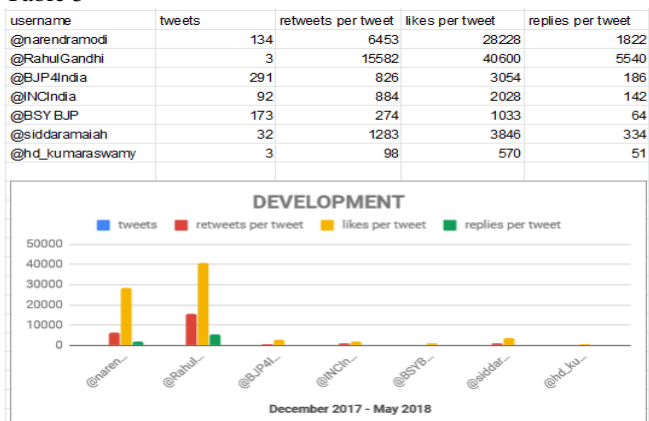 username tweets retweets per tweet likes per tweet replies per tweet
@narendramodi 134 6453 28228 1822
@RahulGandhi 3 15582 40600 5540
@BJP4India 291 826 3054 186
@INCIndia 92 884 2028 142
@BSYBJP 173 274 1033 64
@siddaramaiah 32 1283 3846 334
@hd_kumaraswamy 3 98 570 51
DEVELOPMENT
tweets retweets per tweet likes per tweet replies per tweet
50000
40000
30000
20000
10000
0
@naren... @Rahul... @BJP4I... @INCIn... @BSYB... @siddar... @hd_ku...
December 2017 - May 2018